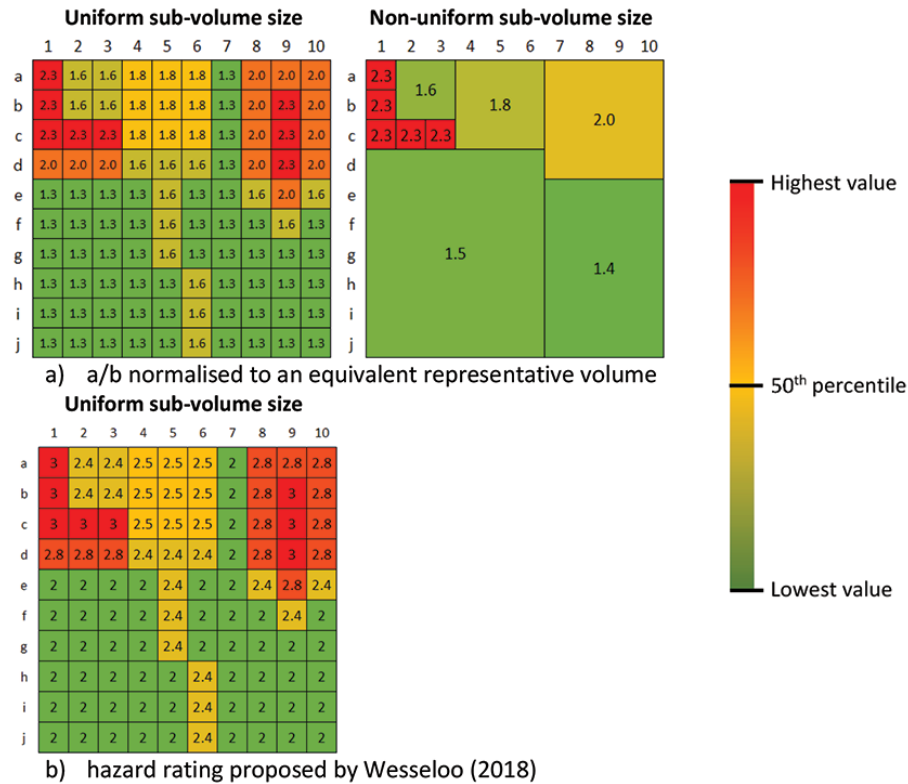 Uniform sub-volume size
1 2 3 4 5 6 7 8 9 10
a 2.3 1.6 1.6 1.8 1.8 1.8 1.3 2.0 2.0 2.0
b 2.3 1.6 1.6 1.8 1.8 1.8 1.3 2.0 2.3 2.0
c 2.3 2.3 2.3 1.8 1.8 1.8 1.3 2.0 2.3 2.0
d 2.0 2.0 2.0 1.6 1.6 1.6 1.3 2.0 2.3 2.0
e 1.3 1.3 1.3 1.3 1.6 1.3 1.3 1.6 2.0 1.6
f 1.3 1.3 1.3 1.3 1.6 1.3 1.3 1.3 1.6 1.3
g 1.3 1.3 1.3 1.3 1.6 1.3 1.3 1.3 1.3 1.3
h 1.3 1.3 1.3 1.3 1.3 1.6 1.3 1.3 1.3 1.3
i 1.3 1.3 1.3 1.3 1.3 1.6 1.3 1.3 1.3 1.3
j 1.3 1.3 1.3 1.3 1.3 1.6 1.3 1.3 1.3 1.3
Non-uniform sub-volume size
1 2 3 4 5 6 7 8 9 10
a 2.3
1.6
b 2.3
1.8
2.0
c 2.3 2.3 2.3
d
e
f
g
1.5
1.4
h
i
j
a) a/b normalised to an equivalent representative volume
Uniform sub-volume size
1 2 3 4 5 6 7 8 9 10
a 3 2.4 2.4 2.5 2.5 2.5 2 2.8 2.8 2.8
b 3 2.4 2.4 2.5 2.5 2.5 2 2.8 3 2.8
c 3 3 3 2.5 2.5 2.5 2 2.8 3 2.8
d 2.8 2.8 2.8 2.4 2.4 2.4 2 2.8 3 2.8
e 2 2 2 2 2.4 2 2 2.4 2.8 2.4
f 2 2 2 2 2.4 2 2 2 2.4 2
g 2 2 2 2 2.4 2 2 2 2 2
h 2 2 2 2 2 2.4 2 2 2 2
i 2 2 2 2 2 2.4 2 2 2 2
j 2 2 2 2 2 2.4 2 2 2 2
b) hazard rating proposed by Wesseloo (2018)
Highest value
50th percentile
Lowest value